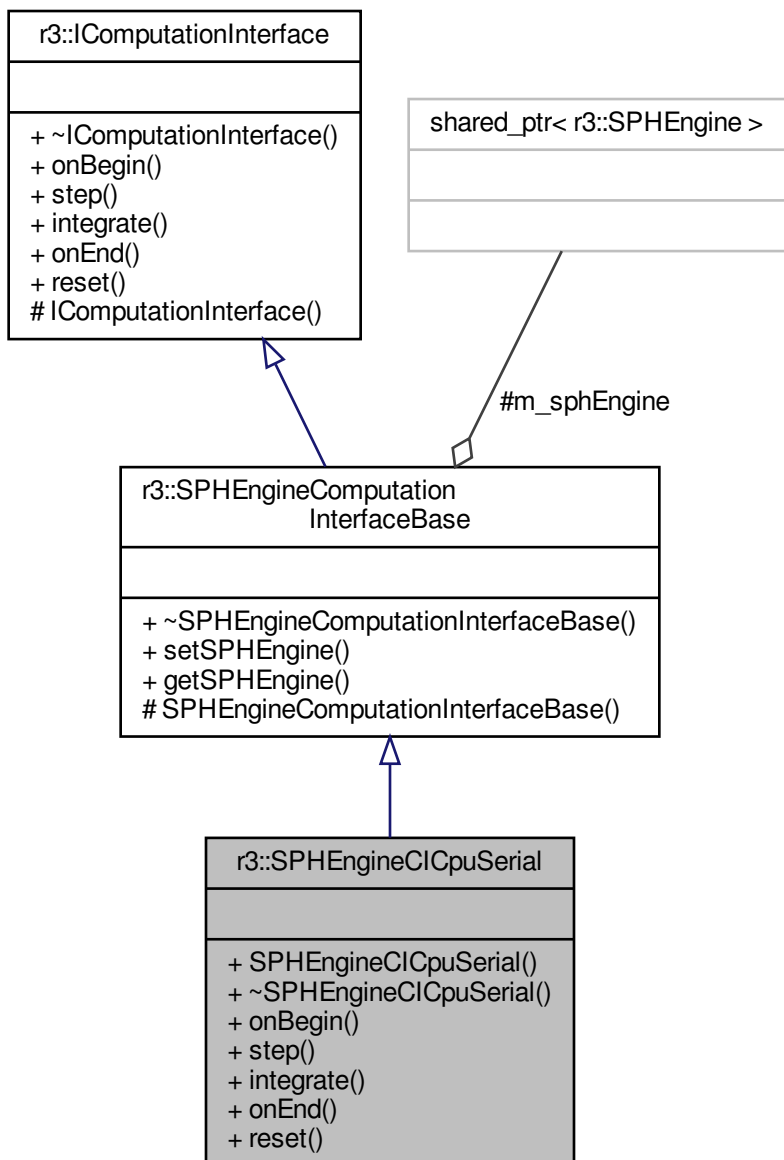 r3::IComputationInterface
+ ~IComputationInterface()
+ onBegin()
+ step()
+ integrate()
+ onEnd()
+ reset()
# IComputationInterface()
shared_ptr< r3::SPHEngine >
#m_sphEngine
r3::SPHEngineComputation
InterfaceBase
+ ~SPHEngineComputationInterfaceBase()
+ setSPHEngine()
+ getSPHEngine()
# SPHEngineComputationInterfaceBase()
r3::SPHEngineCICpuSerial
+ SPHEngineCICpuSerial()
+ ~SPHEngineCICpuSerial()
+ onBegin()
+ step()
+ integrate()
+ onEnd()
+ reset()